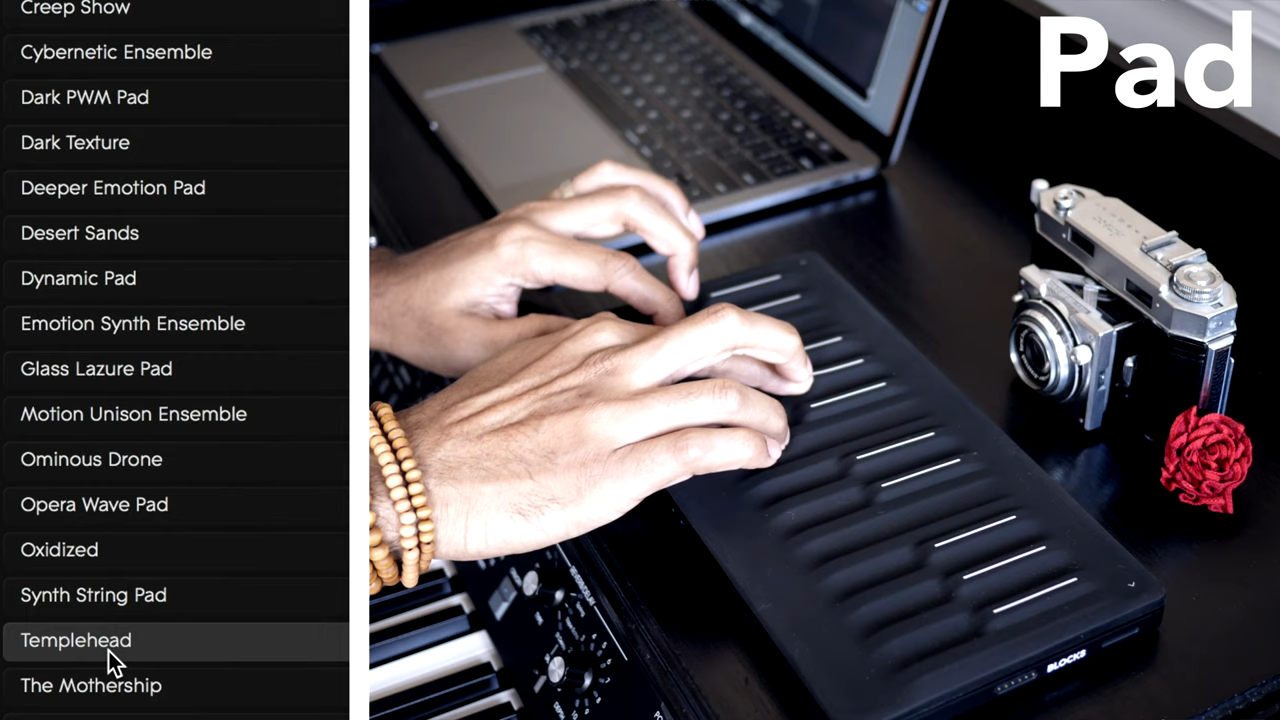 Creep Show
Cybernetic Ensemble
Dark PWM Pad
Dark Texture
Deeper Emotion Pad
Desert Sands
Dynamic Pad
Emotion Synth Ensemble
Glass Lazure Pad
Motion Unison Ensemble
Ominous Drone
Opera Wave Pad
Oxidized
Synth String Pad
Templehead
The Mothership
Pad
BLOCKS